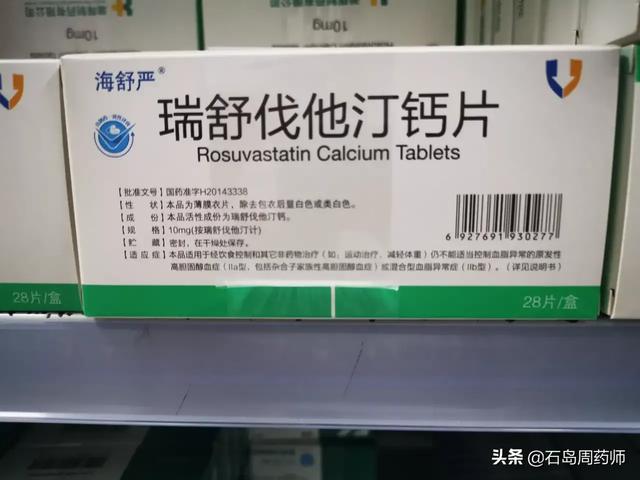 10mg
海舒严®
瑞舒伐他汀钙片
Rosuvastatin Calcium Tablets
【批准文号】国药准字H20143338
【性 状】本品为薄膜衣片，除去包衣后显白色或类白色。
【成 份】本品活性成份为瑞舒伐他汀钙。
【规 格】10mg(按瑞舒伐他汀计)
【贮 藏】密封，在干燥处保存。
【适 应 症】本品适用于经饮食控制和其它非药物治疗（如：运动治疗、减轻体重）仍不能适当控制血脂异常的原发性
高胆固醇血症（IIa型，包括杂合子家族性高胆固醇血症）或混合型血脂异常症（IIb型）。（详见说明书）
6 927691 930277
28片/盒
28片/盒
头条 @石岛周药师